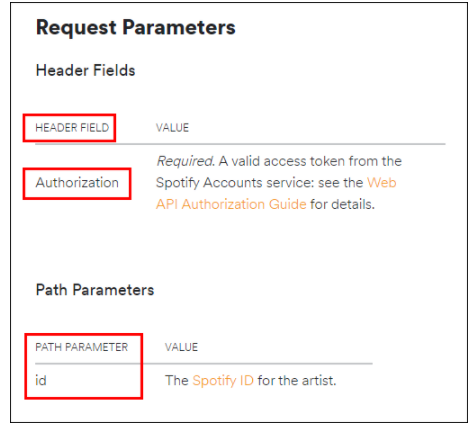 Request Parameters
Header Fields
HEADER FIELD VALUE
Authorization Required. A valid access token from the
Spotify Accounts service: see the Web
API Authorization Guide for details.
Path Parameters
PATH PARAMETER VALUE
id The Spotify ID for the artist.